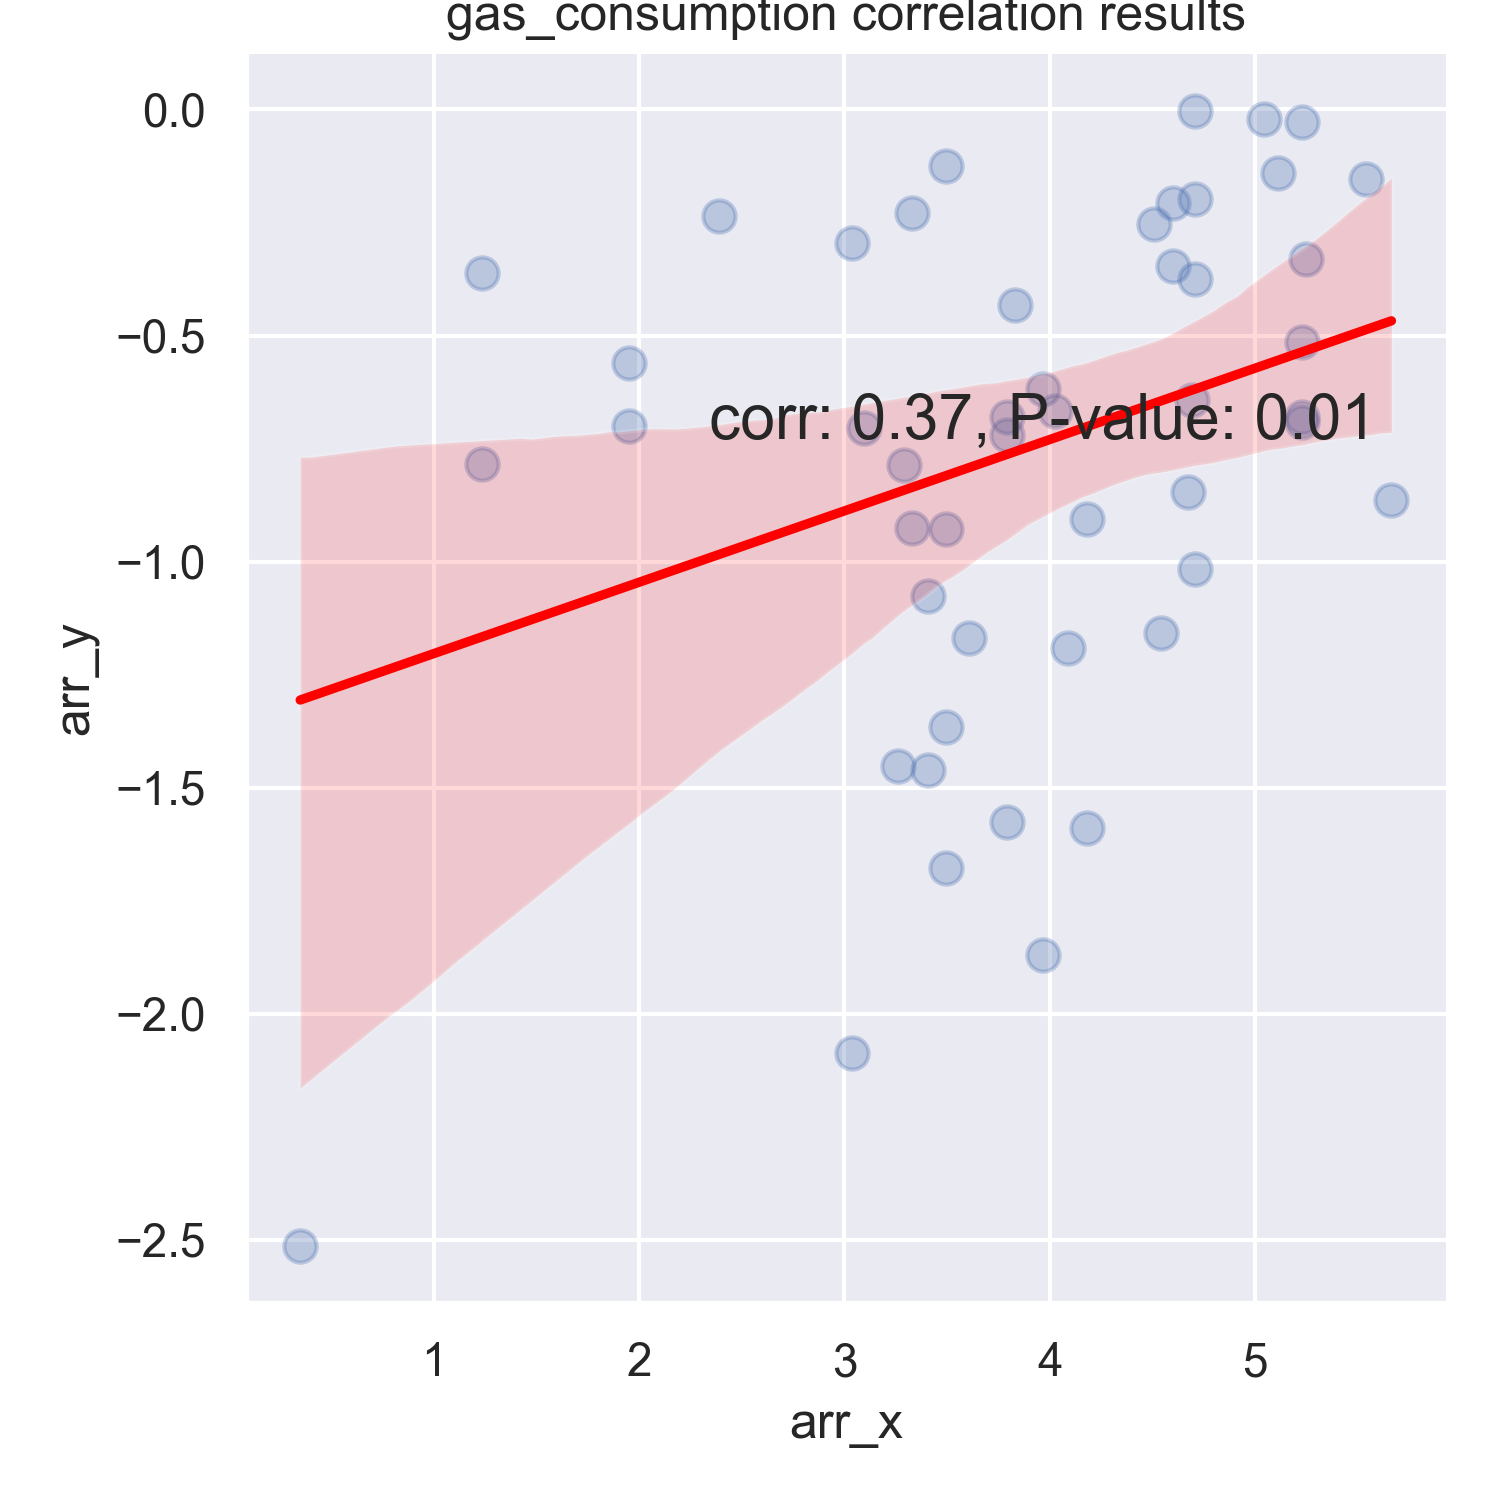 gas_consumption correlation results
0.0
−0.5
−1.0
−1.5
−2.0
−2.5
arr_y
corr: 0.37, P-value: 0.01
1 2 3 4 5
arr_x